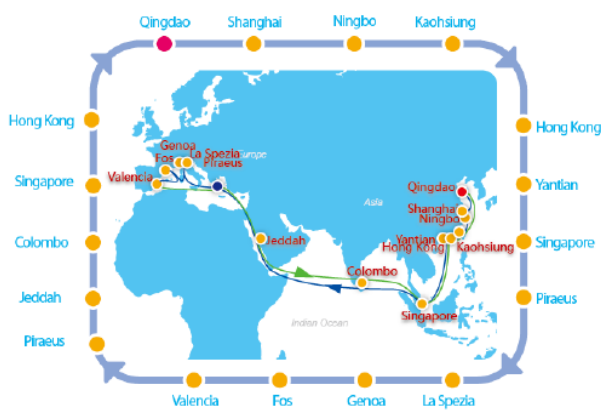 Qingdao
Shanghai
Ningbo
Kaohsiung
Hong Kong
Singapore
Colombo
Jeddah
Piraeus
Hong Kong
Yantian
Singapore
Piraeus
Valencia
Fos
Genoa
La Spezia
Genoa
La Spezia
Fos
Piraeus
Europe
Valencia
Qingdao
Asia
Shanghai
Ningbo
Yantian
Hong Kong
Kaohsiung
Jeddah
Colombo
Singapore
Indian Ocean